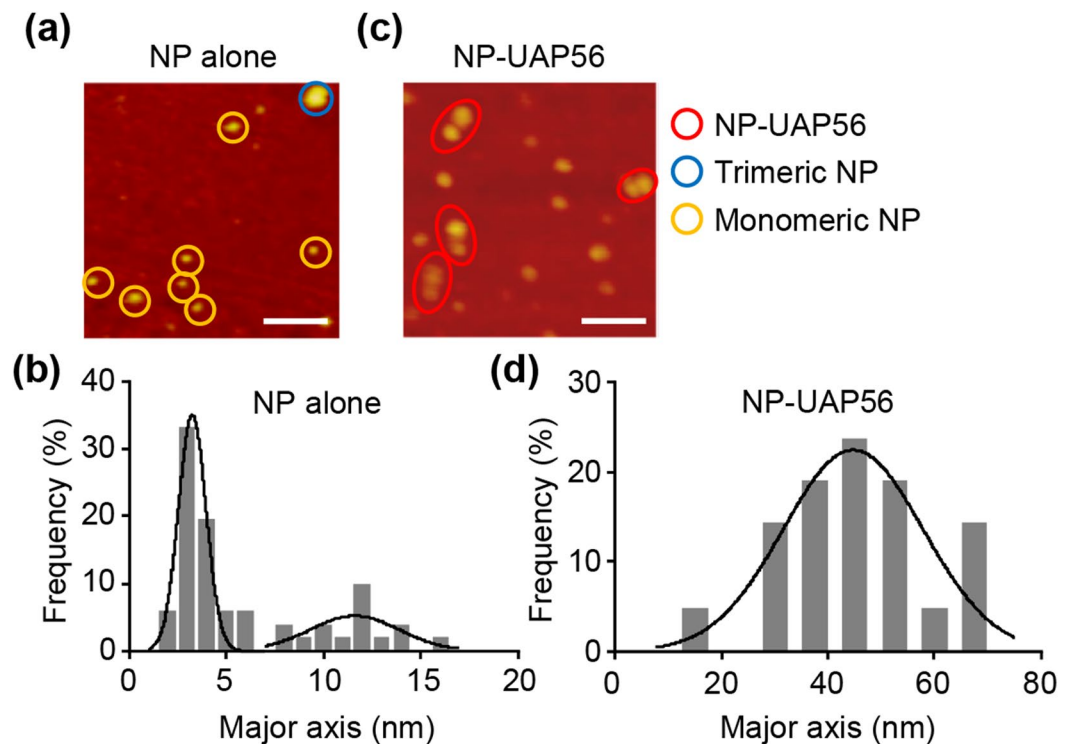 (a)
NP alone
(c)
NP-UAP56
NP-UAP56
Trimeric NP
Monomeric NP
(b)
NP alone
Frequency (%)
40
30
20
10
0
0 5 10 15 20
Major axis (nm)
(d)
NP-UAP56
Frequency (%)
30
20
10
0
0 20 40 60 80
Major axis (nm)